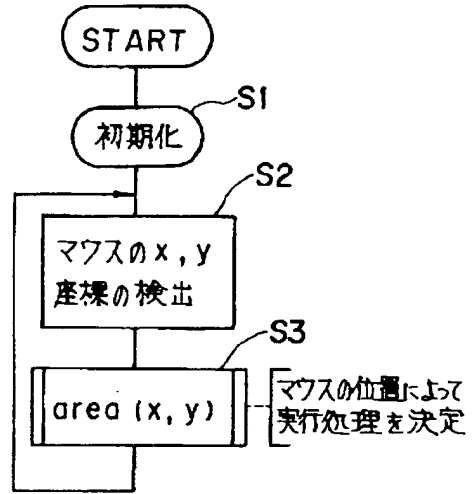 START
S1
初期化
S2
マウスのx,y
座標の検出
S3
area(x,y)
マウスの位置によって
実行処理を決定